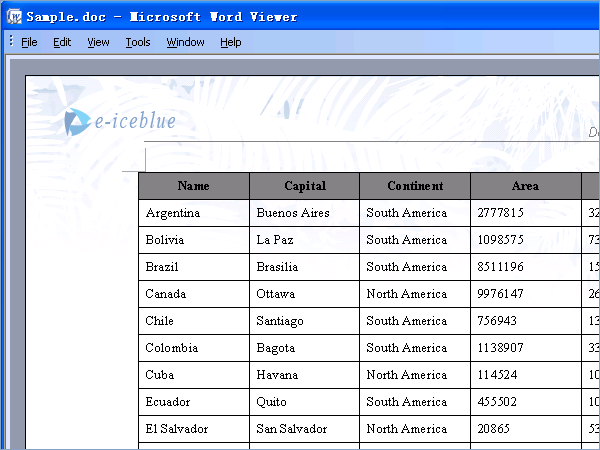 Sample.doc - Microsoft Word Viewer
File Edit View Tools Window Help
e-iceblue
Name Capital Continent Area
Argentina Buenos Aires South America 2777815 32
Bolivia La Paz South America 1098575 73
Brazil Brasilia South America 8511196 15
Canada Ottawa North America 9976147 26
Chile Santiago South America 756943 13
Colombia Bagota South America 1138907 33
Cuba Havana North America 114524 10
Ecuador Quito South America 455502 10
El Salvador San Salvador North America 20865 53